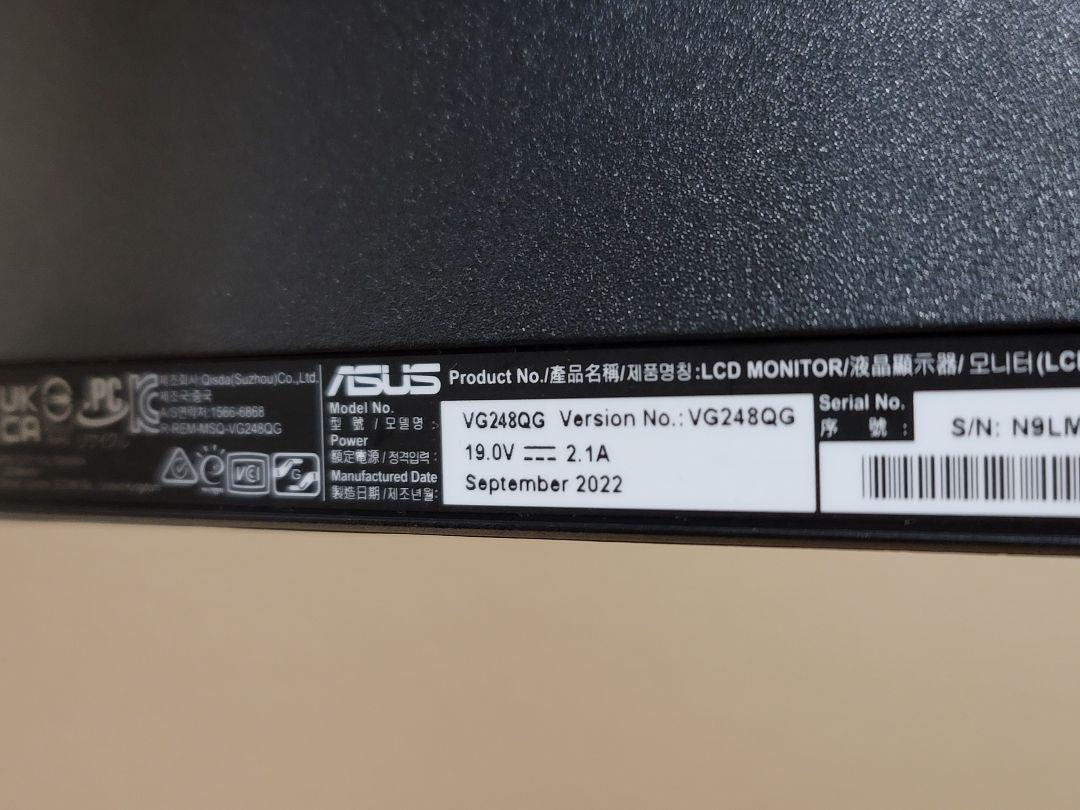 UK
CA
제조회사: Qisda(Suzhou)Co.,Ltd.
제조국:중국
A/S연락처:1566-6868
R-REM-MSQ-VG248QG
VCCI
G
ASUS
Product No./產品名稱/제품명칭:LCD MONITOR/液晶顯示器/모니터(LCD
Model No.
型 號 / 모델명 :
VG248QG Version No.: VG248QG
Power
額定電源/정격입력 :
19.0V 2.1A
Manufactured Date
製造日期/제조년월:
September 2022
Serial No.
序 號 :
S/N: N9LM